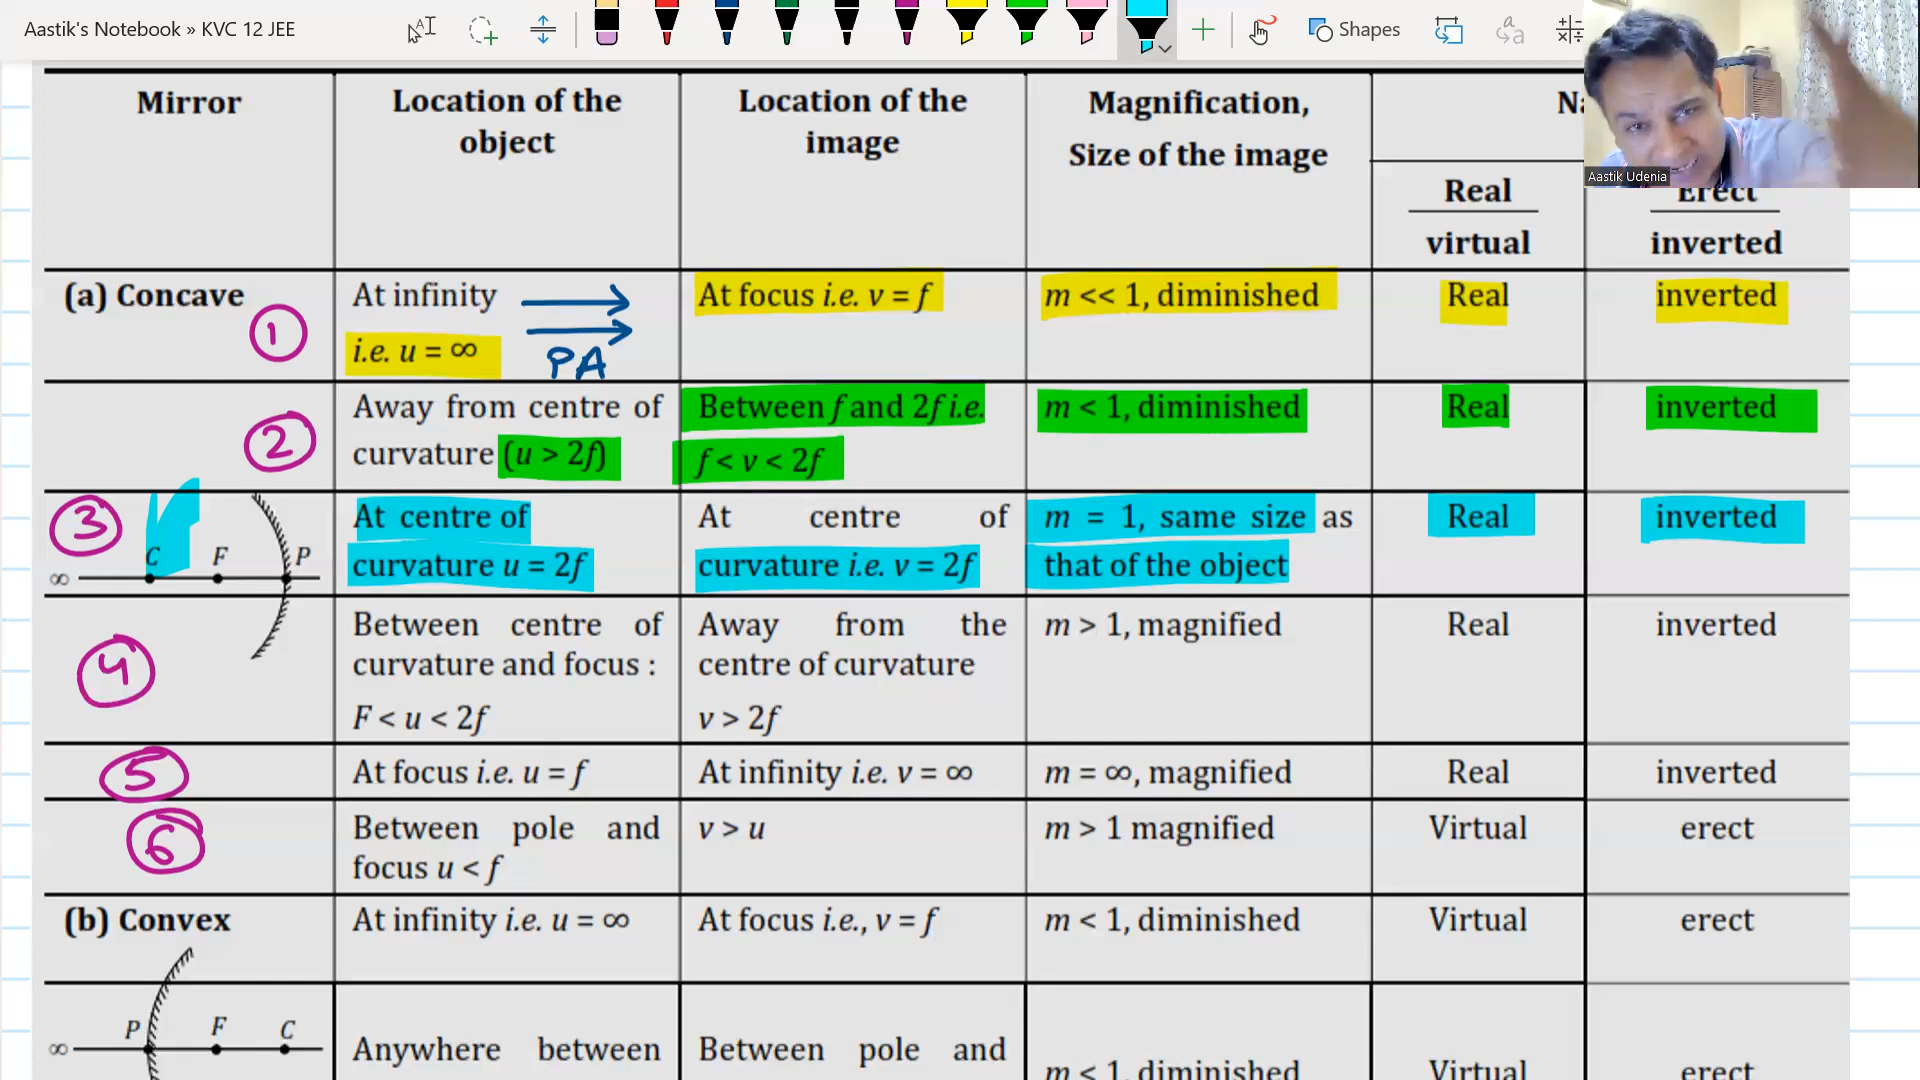 Aastik's Notebook » KVC 12 JEE
Shapes
Aastik Udenia
Mirror
Location of the
object
Location of the
image
Magnification,
Size of the image
Real
virtual
Erect
inverted
(a) Concave
1
At infinity
i.e. u = ∞
PA
At focus i.e. v = f
m << 1, diminished
Real
inverted
2
Away from centre of
curvature (u > 2f)
Between f and 2f i.e.
f < v < 2f
m < 1, diminished
Real
inverted
3
C F P
∞
At centre of
curvature u = 2f
At centre of
curvature i.e. v = 2f
m = 1, same size as
that of the object
Real
inverted
4
Between centre of
curvature and focus :
F < u < 2f
Away from the
centre of curvature
v > 2f
m > 1, magnified
Real
inverted
5
At focus i.e. u = f
At infinity i.e. v = ∞
m = ∞, magnified
Real
inverted
6
Between pole and
focus u < f
v > u
m > 1 magnified
Virtual
erect
(b) Convex
At infinity i.e. u = ∞
At focus i.e., v = f
m < 1, diminished
Virtual
erect
P F C
∞
Anywhere between
Between pole and
m < 1, diminished
Virtual
erect